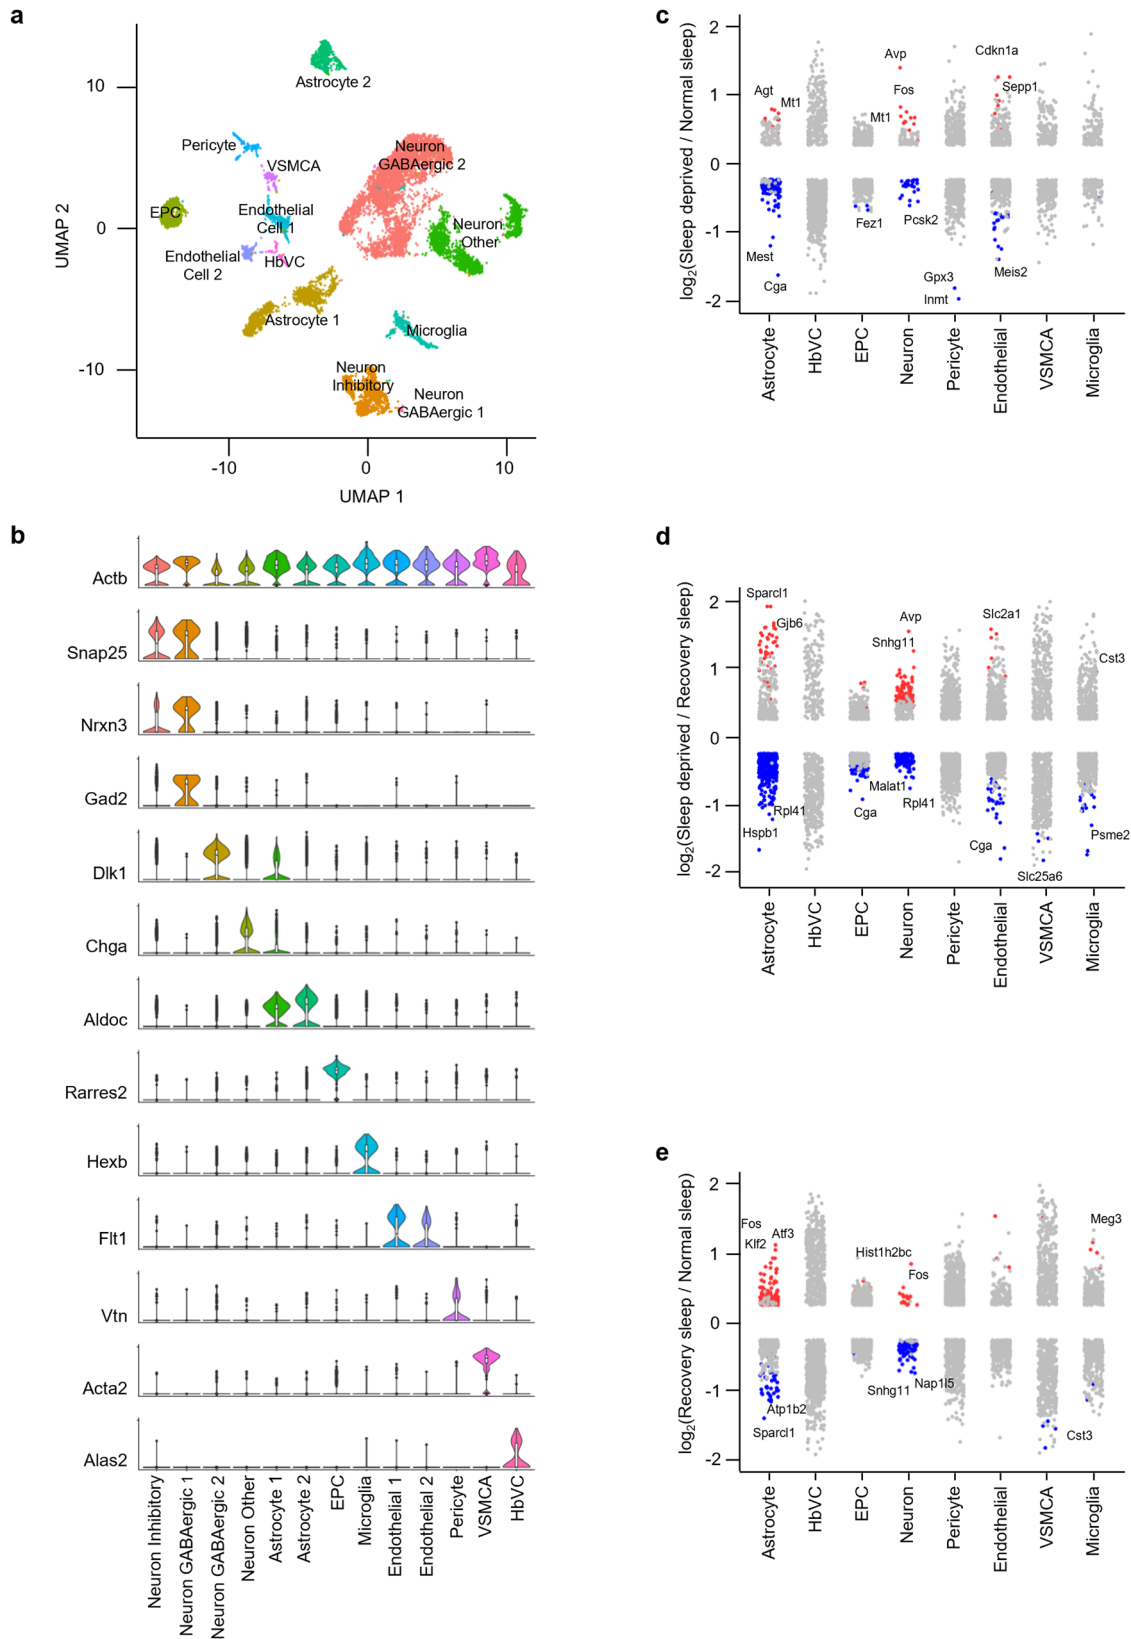 a
10
0
-10
-10
0
10
UMAP 2
UMAP 1
Astrocyte 2
Pericyte
VSMCA
Neuron
GABAergic 2
EPC
Endothelial
Cell 1
Neuron
Other
Endothelial
Cell 2
HbVC
Astrocyte 1
Microglia
Neuron
Inhibitory
Neuron
GABAergic 1
b
Actb
Snap25
Nrxn3
Gad2
Dlk1
Chga
Aldoc
Rarres2
Hexb
Flt1
Vtn
Acta2
Alas2
Neuron Inhibitory
Neuron GABAergic 1
Neuron GABAergic 2
Neuron Other
Astrocyte 1
Astrocyte 2
EPC
Microglia
Endothelial 1
Endothelial 2
Pericyte
VSMCA
HbVC
c
log2(Sleep deprived / Normal sleep)
2
1
0
-1
-2
Agt
Mt1
Avp
Fos
Mt1
Cdkn1a
Sepp1
Mest
Cga
Fez1
Pcsk2
Gpx3
Inmt
Meis2
Astrocyte
HbVC
EPC
Neuron
Pericyte
Endothelial
VSMCA
Microglia
d
log2(Sleep deprived / Recovery sleep)
2
1
0
-1
-2
Sparcl1
Gjb6
Avp
Snhg11
Slc2a1
Cst3
Rpl41
Hspb1
Malat1
Cga
Rpl41
Cga
Slc25a6
Psme2
Astrocyte
HbVC
EPC
Neuron
Pericyte
Endothelial
VSMCA
Microglia
e
log2(Recovery sleep / Normal sleep)
2
1
0
-1
-2
Fos
Klf2
Atf3
Hist1h2bc
Fos
Meg3
Atp1b2
Sparcl1
Snhg11
Nap1l5
Cst3
Astrocyte
HbVC
EPC
Neuron
Pericyte
Endothelial
VSMCA
Microglia